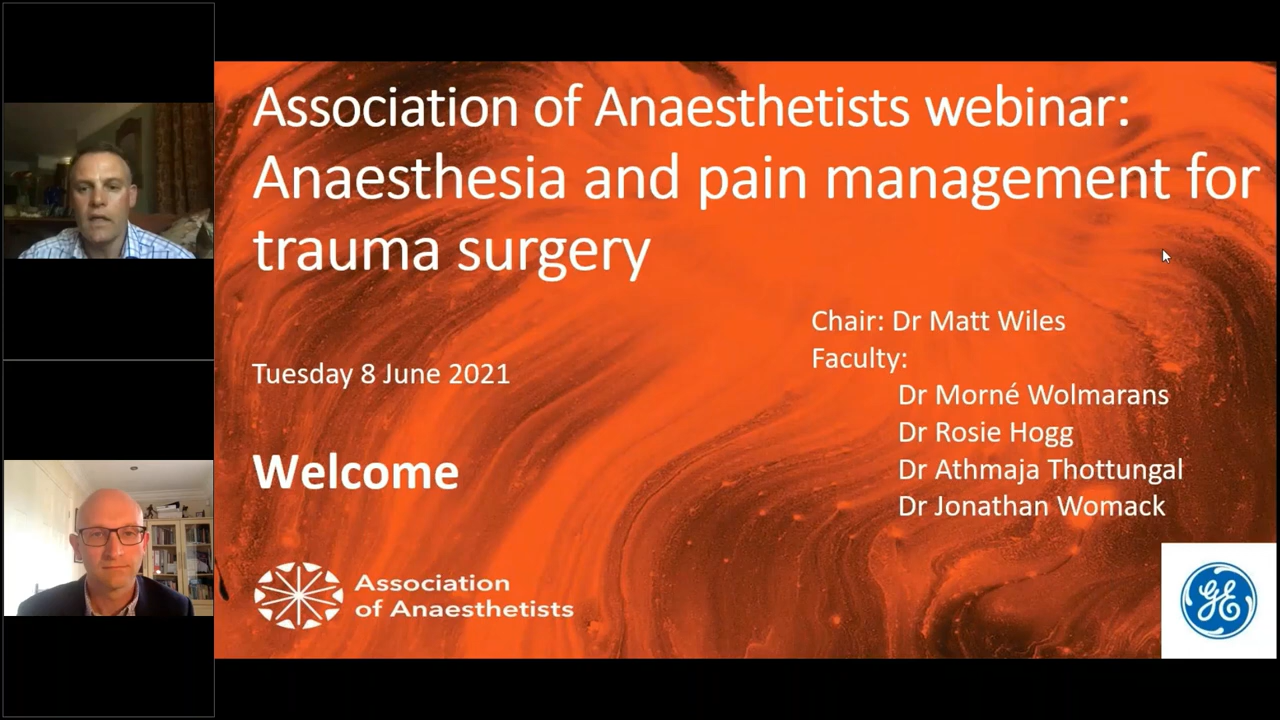 Association of Anaesthetists webinar:
Anaesthesia and pain management for
trauma surgery
Chair: Dr Matt Wiles
Faculty:
Dr Morné Wolmarans
Dr Rosie Hogg
Dr Athmaja Thottungal
Dr Jonathan Womack
Tuesday 8 June 2021
Welcome
Association
of Anaesthetists
GE